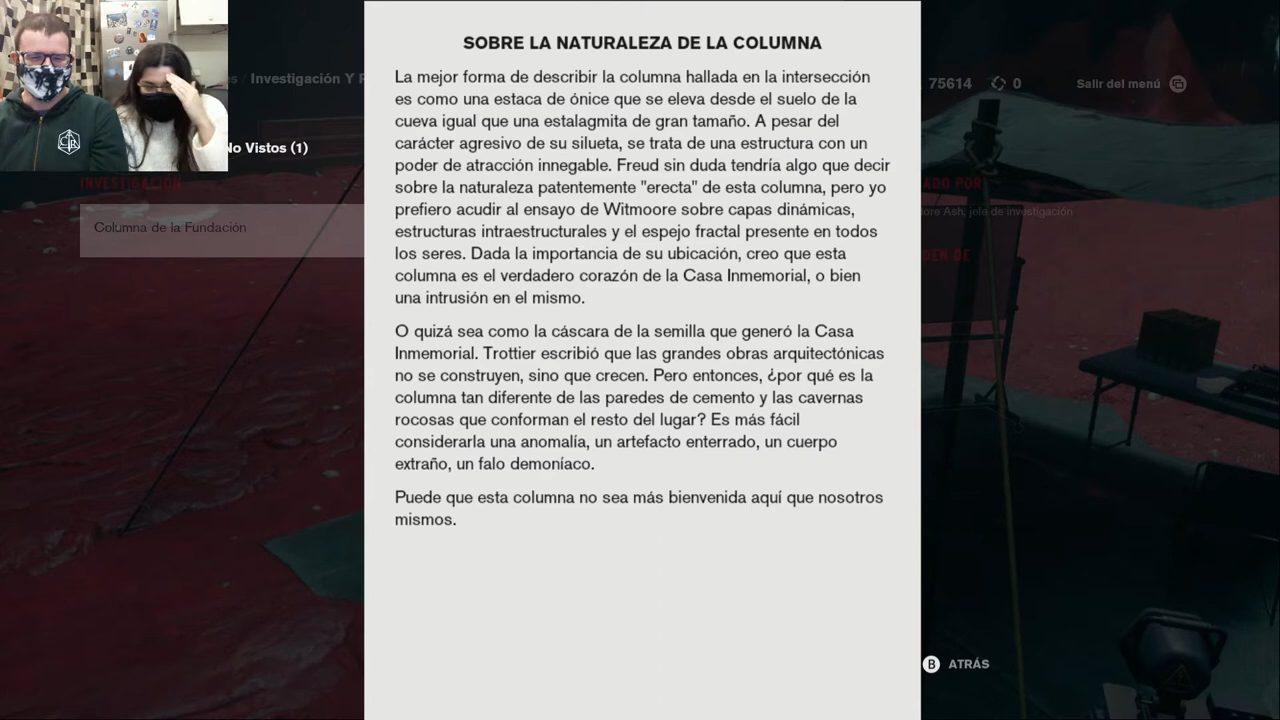 SOBRE LA NATURALEZA DE LA COLUMNA
La mejor forma de describir la columna hallada en la intersección
es como una estaca de ónice que se eleva desde el suelo de la
cueva igual que una estalagmita de gran tamaño. A pesar del
carácter agresivo de su silueta, se trata de una estructura con un
poder de atracción innegable. Freud sin duda tendría algo que decir
sobre la naturaleza patentemente "erecta" de esta columna, pero yo
prefiero acudir al ensayo de Witmoore sobre capas dinámicas,
estructuras intraestructurales y el espejo fractal presente en todos
los seres. Dada la importancia de su ubicación, creo que esta
columna es el verdadero corazón de la Casa Inmemorial, o bien
una intrusión en el mismo.
O quizá sea como la cáscara de la semilla que generó la Casa
Inmemorial. Trottier escribió que las grandes obras arquitectónicas
no se construyen, sino que crecen. Pero entonces, ¿por qué es la
columna tan diferente de las paredes de cemento y las cavernas
rocosas que conforman el resto del lugar? Es más fácil
considerarla una anomalía, un artefacto enterrado, un cuerpo
extraño, un falo demoníaco.
Puede que esta columna no sea más bienvenida aquí que nosotros
mismos.
Investigación Y
No Vistos (1)
INVESTIGACIÓN
Columna de la Fundación
75614 0
Salir del menú
ADO POR
ore Ash, jefe de investigación
DEN DE
B ATRÁS